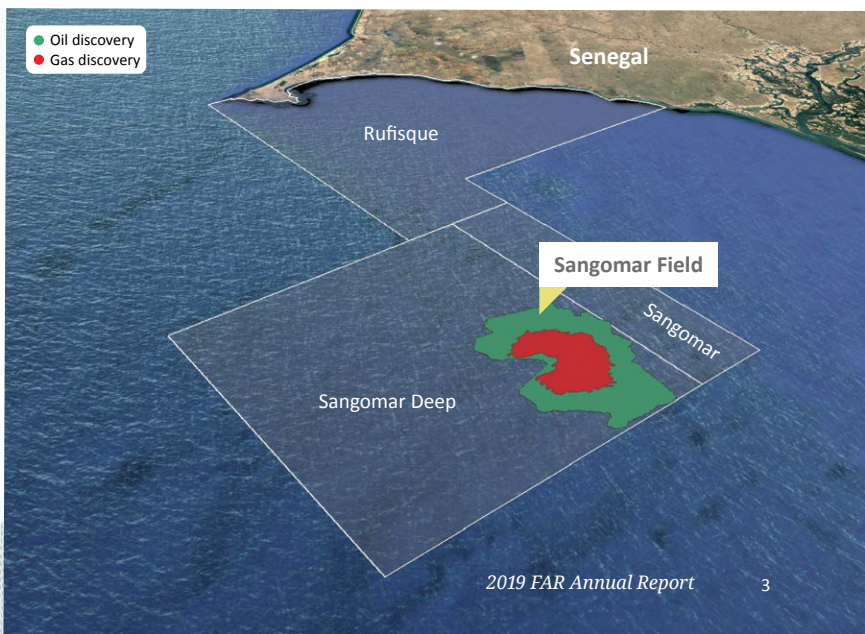 Oil discovery
Gas discovery
Senegal
Rufisque
Sangomar Field
Sangomar
Sangomar Deep
2019 FAR Annual Report 3